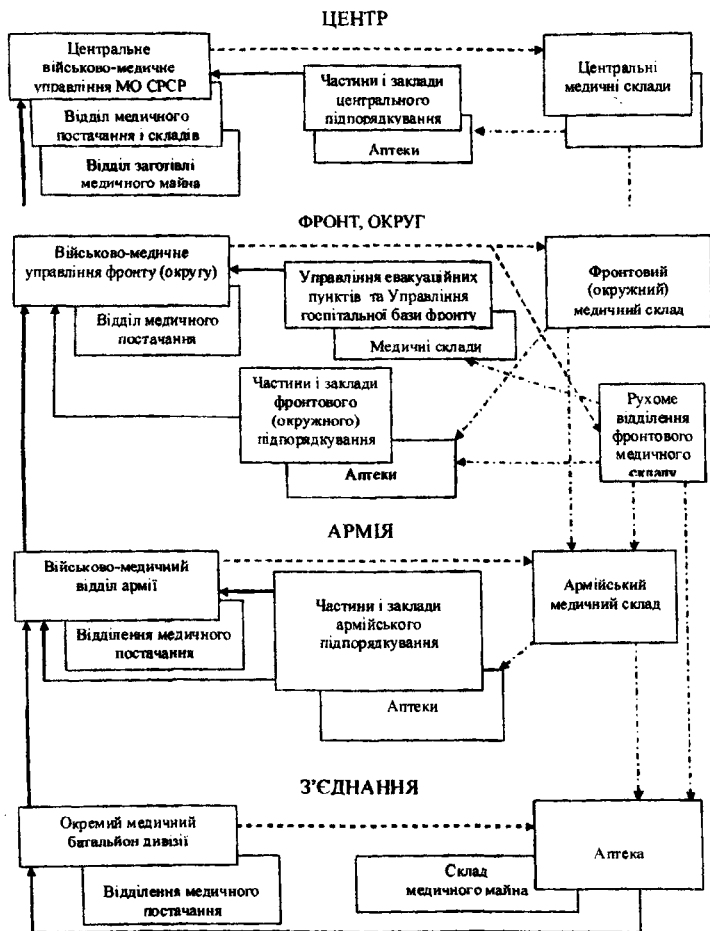 ЦЕНТР
Центральне
військово-медичне
управління МО СРСР
Відділ медичного
постачання і складів
Відділ заготівлі
медичного майна
Частини і заклади
центрального
підпорядкування
Аптеки
Центральні
медичні склади
ФРОНТ, ОКРУГ
Військово-медичне
управління фронту (округу)
Відділ медичного
постачання
Управління евакуаційних
пунктів та Управління
госпітальної бази фронту
Медичні склади
Фронтовий
(окружний)
медичний склад
Частини і заклади
фронтового
(окружного)
підпорядкування
Аптеки
Рухоме
відділення
фронтового
медичного
складу
АРМІЯ
Військово-медичний
відділ армії
Відділення медичного
постачання
Частини і заклади
армійського
підпорядкування
Аптеки
Армійський
медичний склад
З'ЄДНАННЯ
Окремий медичний
батальйон дивізії
Відділення медичного
постачання
Склад
медичного майна
Аптека